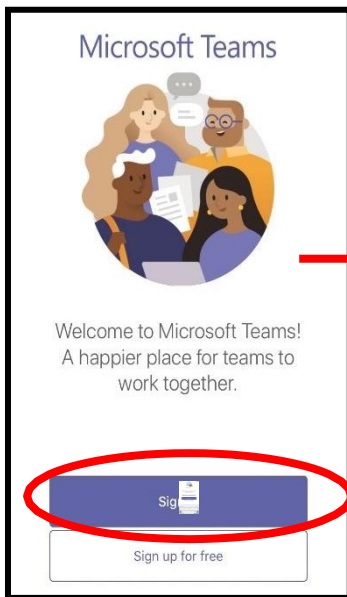 Microsoft Teams
Welcome to Microsoft Teams!
A happier place for teams to
work together.
Sign up for free